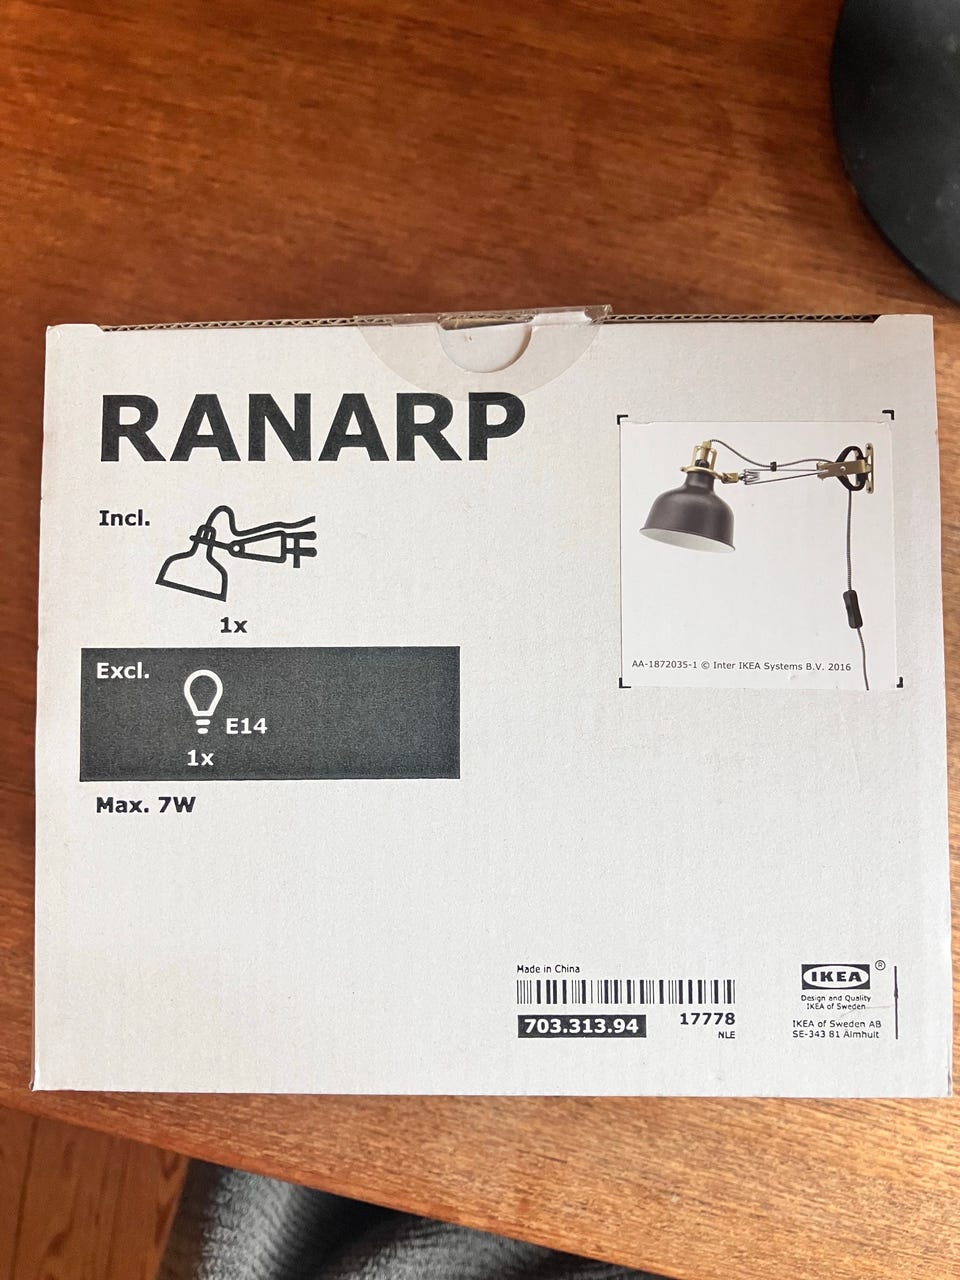 RANARP
Incl.
1x
Excl.
E14
1x
Max. 7W
AA-1872035-1 © Inter IKEA Systems B.V. 2016
Made in China
703.313.94
17778
NLE
IKEA ®
Design and Quality
IKEA of Sweden
IKEA of Sweden AB
SE-343 81 Älmhult